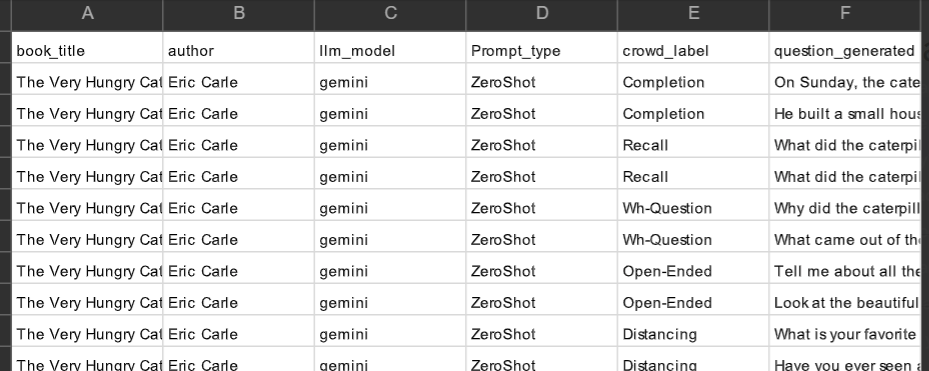 A B C D E F
book_title author llm_model Prompt_type crowd_label question_generated
The Very Hungry Cat Eric Carle gemini ZeroShot Completion On Sunday, the cate
The Very Hungry Cat Eric Carle gemini ZeroShot Completion He built a small hous
The Very Hungry Cat Eric Carle gemini ZeroShot Recall What did the caterpil
The Very Hungry Cat Eric Carle gemini ZeroShot Recall What did the caterpil
The Very Hungry Cat Eric Carle gemini ZeroShot Wh-Question Why did the caterpill
The Very Hungry Cat Eric Carle gemini ZeroShot Wh-Question What came out of the
The Very Hungry Cat Eric Carle gemini ZeroShot Open-Ended Tell me about all the
The Very Hungry Cat Eric Carle gemini ZeroShot Open-Ended Look at the beautiful
The Very Hungry Cat Eric Carle gemini ZeroShot Distancing What is your favorite
The Very Hungry Cat Eric Carle gemini ZeroShot Distancing Have you ever seen a